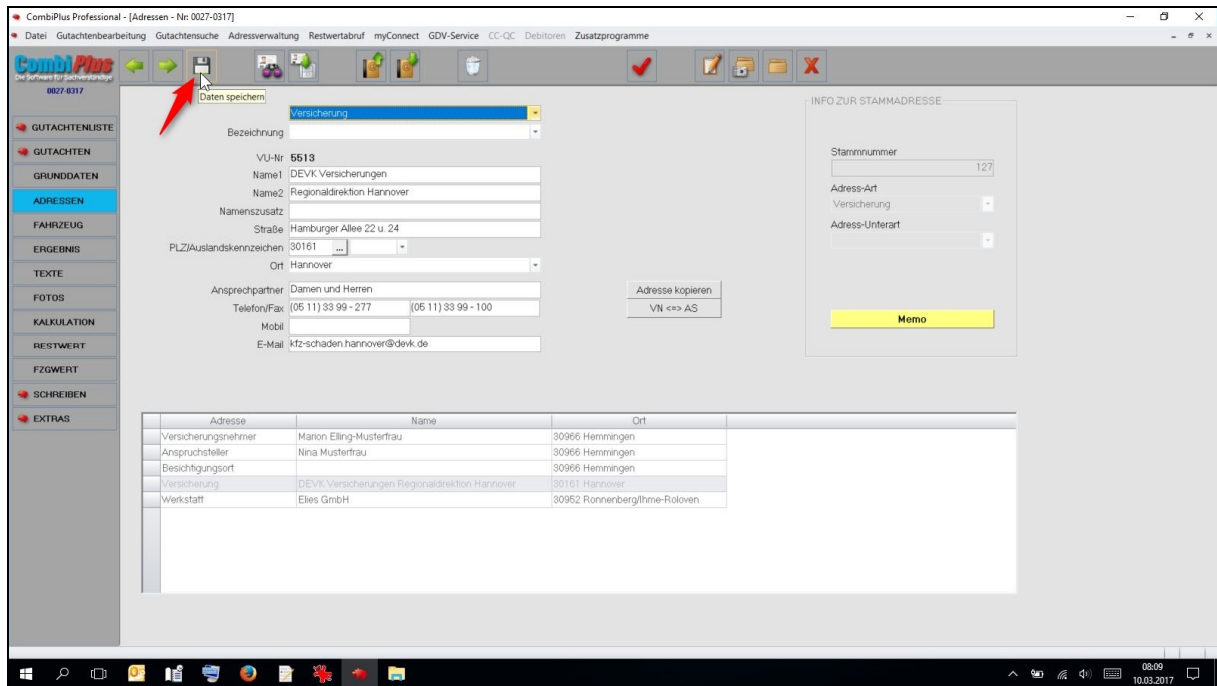 CombiPlus Professional - [Adressen - Nr: 0027-0317]
Datei Gutachtenbearbeitung Gutachtensuche Adressverwaltung Restwertabruf myConnect GDV-Service CC-QC Debitoren Zusatzprogramme
CombiPlus
Die Software für Sachverständige
0027-0317
Daten speichern
GUTACHTENLISTE
GUTACHTEN
GRUNDDATEN
ADRESSEN
FAHRZEUG
ERGEBNIS
TEXTE
FOTOS
KALKULATION
RESTWERT
FZGWERT
SCHREIBEN
EXTRAS
Versicherung
Bezeichnung
VU-Nr 5513
Name1 DEVK Versicherungen
Name2 Regionaldirektion Hannover
Namenszusatz
Straße Hamburger Allee 22 u. 24
PLZ/Auslandskennzeichen 30161 ...
Ort Hannover
Ansprechpartner Damen und Herren
Telefon/Fax (05 11) 33 99 - 277 (05 11) 33 99 - 100
Mobil
E-Mail kfz-schaden.hannover@devk.de
Adresse kopieren
VN <=> AS
INFO ZUR STAMMADRESSE
Stammnummer
127
Adress-Art
Versicherung
Adress-Unterart
Memo
Adresse Name Ort
Versicherungsnehmer Marion Elling-Musterfrau 30966 Hemmingen
Anspruchsteller Nina Musterfrau 30966 Hemmingen
Besichtigungsort 30966 Hemmingen
Versicherung DEVK Versicherungen Regionaldirektion Hannover 30161 Hannover
Werkstatt Elies GmbH 30952 Ronnenberg/Ihme-Roloven
08:09
10.03.2017